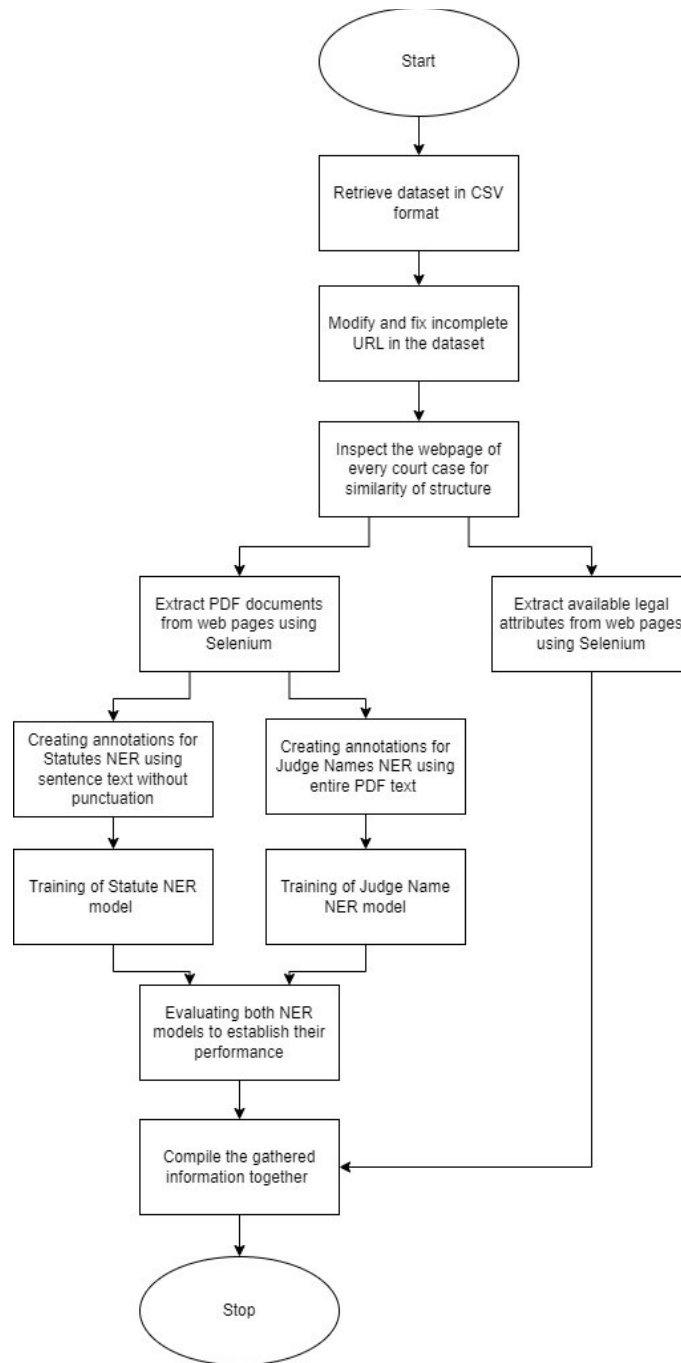 Start
Retrieve dataset in CSV
format
Modify and fix incomplete
URL in the dataset
Inspect the webpage of
every court case for
similarity of structure
Extract PDF documents
from web pages using
Selenium
Extract available legal
attributes from web pages
using Selenium
Creating annotations for
Statutes NER using
sentence text without
punctuation
Creating annotations for
Judge Names NER using
entire PDF text
Training of Statute NER
model
Training of Judge Name
NER model
Evaluating both NER
models to establish their
performance
Compile the gathered
information together
Stop